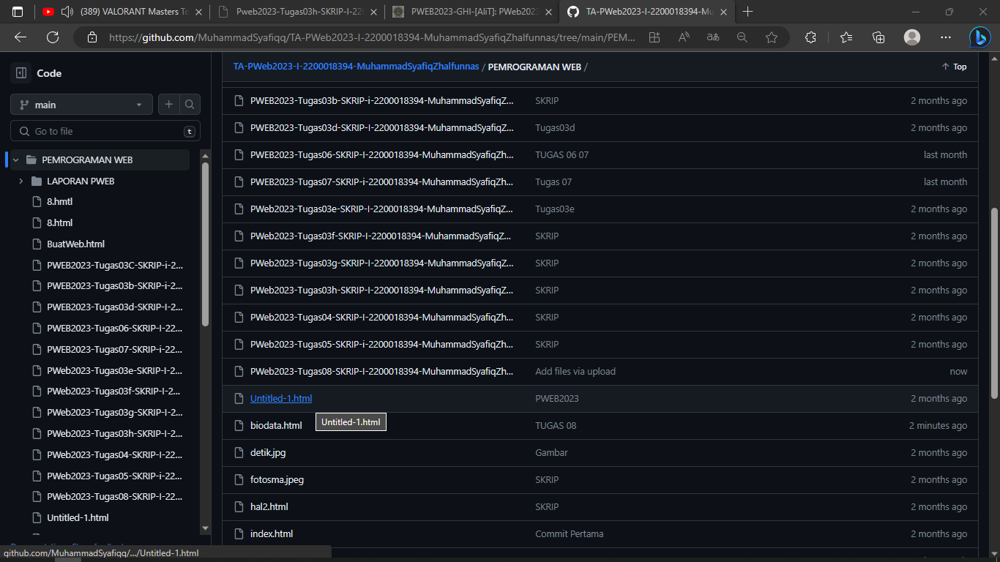 (389) VALORANT Masters To
Pweb2023-Tugas03h-SKRIP-I-22
PWEB2023-GHI-[AliT]: PWeb2023
TA-PWeb2023-I-2200018394-Mu
https://github.com/MuhammadSyafiqq/TA-PWeb2023-I-2200018394-MuhammadSyafiqZhalfunnas/tree/main/PEM...
Code
main
Go to file
t
PEMROGRAMAN WEB
LAPORAN PWEB
8.hmtl
8.html
BuatWeb.html
PWEB2023-Tugas03C-SKRIP-i-2...
PWEB2023-Tugas03b-SKRIP-i-2...
PWEB2023-Tugas03d-SKRIP-I-2...
PWEB2023-Tugas06-SKRIP-I-22...
PWEB2023-Tugas07-SKRIP-i-22...
PWeb2023-Tugas03e-SKRIP-I-2...
PWeb2023-Tugas03f-SKRIP-I-2...
PWeb2023-Tugas03g-SKRIP-I-2...
PWeb2023-Tugas03h-SKRIP-I-2...
PWeb2023-Tugas04-SKRIP-I-22...
PWeb2023-Tugas05-SKRIP-i-22...
PWeb2023-Tugas08-SKRIP-I-22...
Untitled-1.html
TA-PWeb2023-I-2200018394-MuhammadSyafiqZhalfunnas / PEMROGRAMAN WEB /
Top
PWEB2023-Tugas03b-SKRIP-i-2200018394-MuhammadSyafiqZ... SKRIP 2 months ago
PWEB2023-Tugas03d-SKRIP-I-2200018394-MuhammadSyafiqZ... Tugas03d 2 months ago
PWEB2023-Tugas06-SKRIP-I-2200018394-MuhammadSyafiqZh... TUGAS 06 07 last month
PWEB2023-Tugas07-SKRIP-i-2200018394-MuhammadSyafiqZh... Tugas 07 last month
PWeb2023-Tugas03e-SKRIP-I-2200018394-MuhammadSyafiqZ... Tugas03e 2 months ago
PWeb2023-Tugas03f-SKRIP-I-2200018394-MuhammadSyafiqZ... SKRIP 2 months ago
PWeb2023-Tugas03g-SKRIP-I-2200018394-MuhammadSyafiqZ... SKRIP 2 months ago
PWeb2023-Tugas03h-SKRIP-I-2200018394-MuhammadSyafiqZ... SKRIP 2 months ago
PWeb2023-Tugas04-SKRIP-I-2200018394-MuhammadSyafiqZh... SKRIP 2 months ago
PWeb2023-Tugas05-SKRIP-i-2200018394-MuhammadSyafiqZh... SKRIP 2 months ago
PWeb2023-Tugas08-SKRIP-I-2200018394-MuhammadSyafiqZh... Add files via upload now
Untitled-1.html PWEB2023 2 months ago
Untitled-1.html
biodata.html TUGAS 08 2 minutes ago
detik.jpg Gambar 2 months ago
fotosma.jpeg SKRIP 2 months ago
hal2.html SKRIP 2 months ago
index.html Commit Pertama 2 months ago
github.com/MuhammadSyafiqq/.../Untitled-1.html